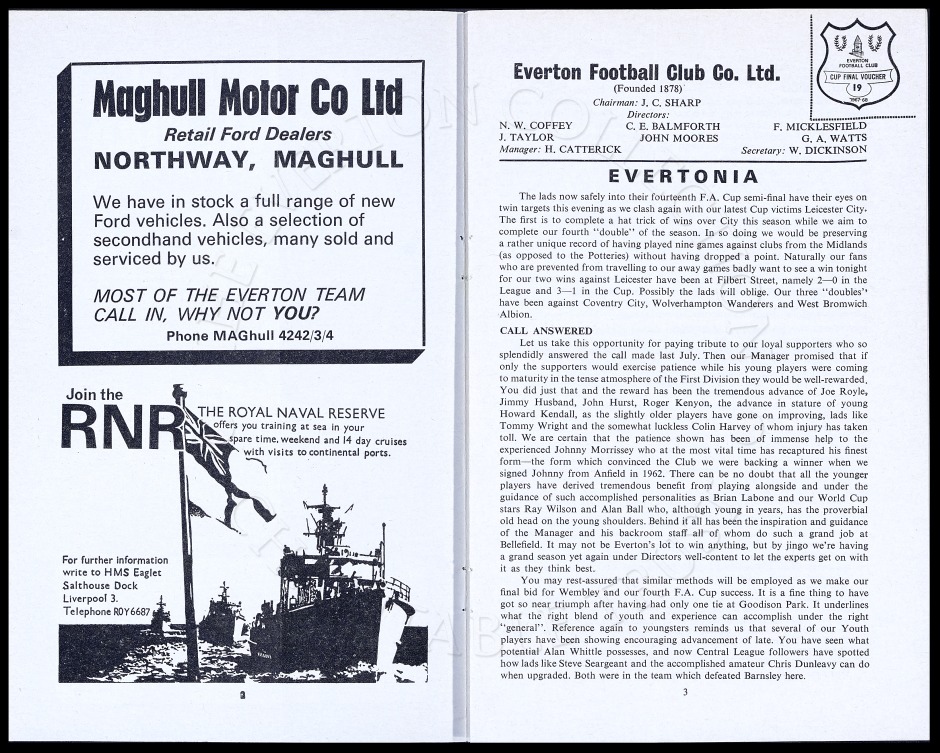 Maghull Motor Co Ltd
Retail Ford Dealers
NORTHWAY, MAGHULL
We have in stock a full range of new
Ford vehicles. Also a selection of
secondhand vehicles, many sold and
serviced by us.
MOST OF THE EVERTON TEAM
CALL IN, WHY NOT YOU?
Phone MAGhull 4242/3/4
Join the
RNR
THE ROYAL NAVAL RESERVE
offers you training at sea in your
spare time, weekend and 14 day cruises
with visits to continental ports.
For further information
write to HMS Eaglet
Salthouse Dock
Liverpool 3.
Telephone ROY 6687
2
EVERTON
FOOTBALL CLUB
CUP FINAL VOUCHER
19
1967-68
Everton Football Club Co. Ltd.
(Founded 1878)
Chairman: J. C. SHARP
Directors:
N. W. COFFEY C. E. BALMFORTH F. MICKLESFIELD
J. TAYLOR JOHN MOORES G. A. WATTS
Manager: H. CATTERICK Secretary: W. DICKINSON
EVERTONIA
The lads now safely into their fourteenth F.A. Cup semi-final have their eyes on
twin targets this evening as we clash again with our latest Cup victims Leicester City.
The first is to complete a hat trick of wins over City this season while we aim to
complete our fourth "double" of the season. In so doing we would be preserving
a rather unique record of having played nine games against clubs from the Midlands
(as opposed to the Potteries) without having dropped a point. Naturally our fans
who are prevented from travelling to our away games badly want to see a win tonight
for our two wins against Leicester have been at Filbert Street, namely 2—0 in the
League and 3—1 in the Cup. Possibly the lads will oblige. Our three "doubles"
have been against Coventry City, Wolverhampton Wanderers and West Bromwich
Albion.
CALL ANSWERED
Let us take this opportunity for paying tribute to our loyal supporters who so
splendidly answered the call made last July. Then our Manager promised that if
only the supporters would exercise patience while his young players were coming
to maturity in the tense atmosphere of the First Division they would be well-rewarded,
You did just that and the reward has been the tremendous advance of Joe Royle,
Jimmy Husband, John Hurst, Roger Kenyon, the advance in stature of young
Howard Kendall, as the slightly older players have gone on improving, lads like
Tommy Wright and the somewhat luckless Colin Harvey of whom injury has taken
toll. We are certain that the patience shown has been of immense help to the
experienced Johnny Morrissey who at the most vital time has recaptured his finest
form—the form which convinced the Club we were backing a winner when we
signed Johnny from Anfield in 1962. There can be no doubt that all the younger
players have derived tremendous benefit from playing alongside and under the
guidance of such accomplished personalities as Brian Labone and our World Cup
stars Ray Wilson and Alan Ball who, although young in years, has the proverbial
old head on the young shoulders. Behind it all has been the inspiration and guidance
of the Manager and his backroom staff all of whom do such a grand job at
Bellefield. It may not be Everton's lot to win anything, but by jingo we're having
a grand season yet again under Directors well-content to let the experts get on with
it as they think best.
You may rest-assured that similar methods will be employed as we make our
final bid for Wembley and our fourth F.A. Cup success. It is a fine thing to have
got so near triumph after having had only one tie at Goodison Park. It underlines
what the right blend of youth and experience can accomplish under the right
"general". Reference again to youngsters reminds us that several of our Youth
players have been showing encouraging advancement of late. You have seen what
potential Alan Whittle possesses, and now Central League followers have spotted
how lads like Steve Seargeant and the accomplished amateur Chris Dunleavy can do
when upgraded. Both were in the team which defeated Barnsley here.
3